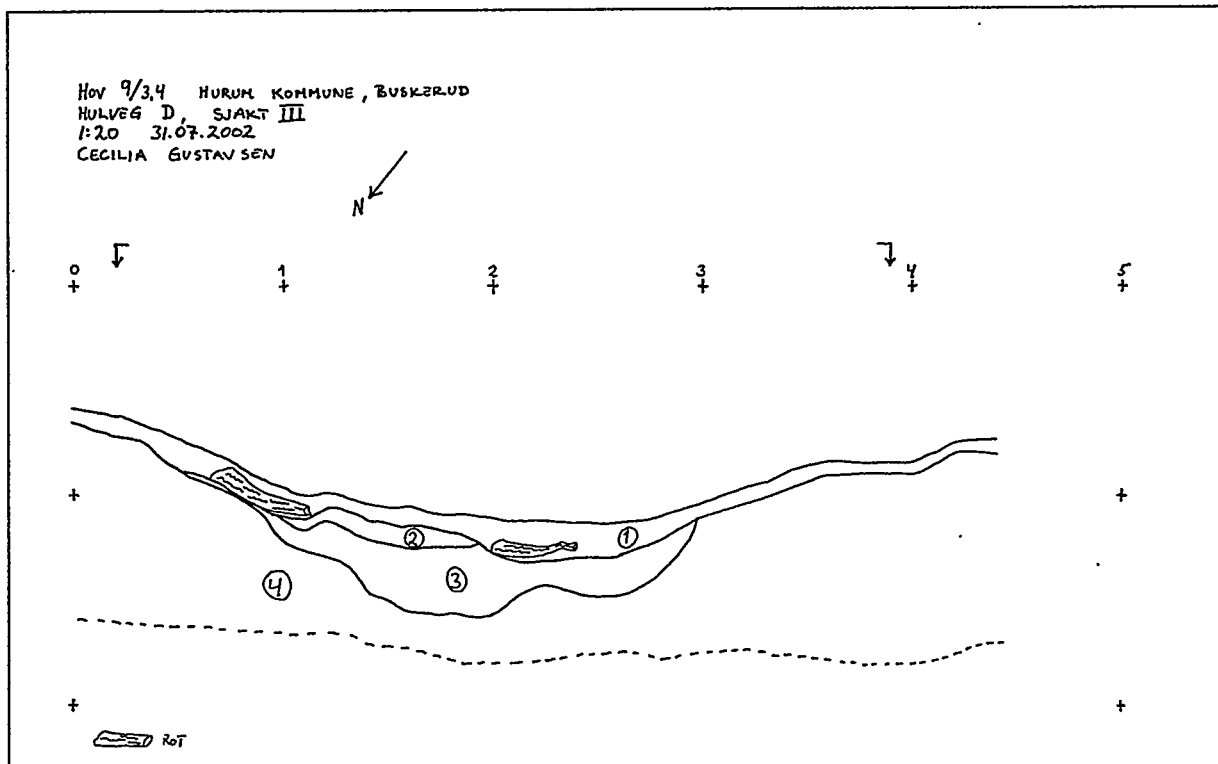 Hov 9/3,4 HURUM KOMMUNE, BUSKERUD
HULVEG D, SJAKT III
1:20 31.07.2002
CECILIA GUSTAVSEN
N
0 1 2 3 4 5
2 1
3
4
ROT